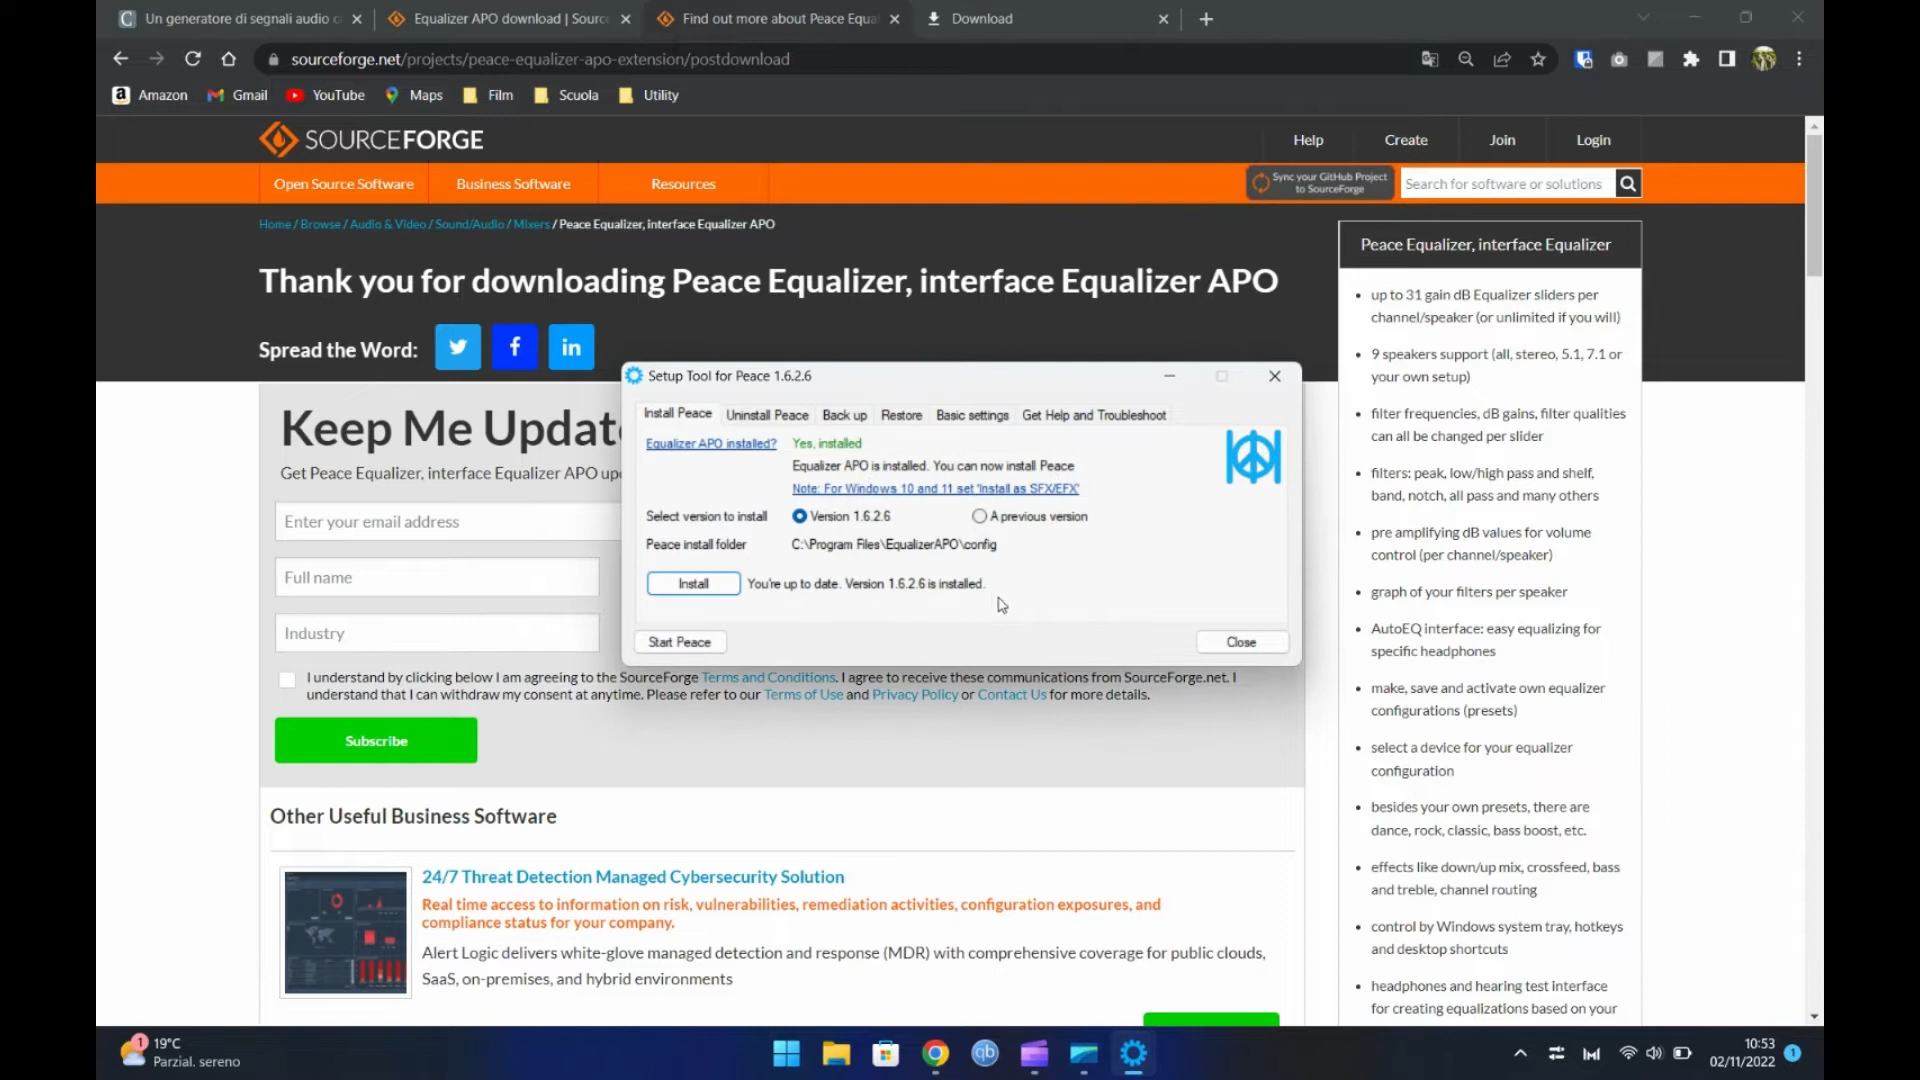 Un generatore di segnali audio
Equalizer APO download | Source
Find out more about Peace Equa
Download
sourceforge.net/projects/peace-equalizer-apo-extension/postdownload
Amazon
Gmail
YouTube
Maps
Film
Scuola
Utility
SOURCEFORGE
Help
Create
Join
Login
Open Source Software
Business Software
Resources
Sync your GitHub Project
to SourceForge
Search for software or solutions
Home / Browse / Audio & Video / Sound/Audio / Mixers / Peace Equalizer, interface Equalizer APO
Thank you for downloading Peace Equalizer, interface Equalizer APO
Spread the Word:
Keep Me Updat
Get Peace Equalizer, interface Equalizer APO up
Enter your email address
Full name
Industry
I understand by clicking below I am agreeing to the SourceForge Terms and Conditions. I agree to receive these communications from SourceForge.net. I
understand that I can withdraw my consent at anytime. Please refer to our Terms of Use and Privacy Policy or Contact Us for more details.
Subscribe
Setup Tool for Peace 1.6.2.6
Install Peace
Uninstall Peace
Back up
Restore
Basic settings
Get Help and Troubleshoot
Equalizer APO installed?
Yes, installed
Equalizer APO is installed. You can now install Peace
Note: For Windows 10 and 11 set 'Install as SFX/EFX'
Select version to install
Version 1.6.2.6
A previous version
Peace install folder
C:\Program Files\EqualizerAPO\config
Install
You're up to date. Version 1.6.2.6 is installed.
Start Peace
Close
Other Useful Business Software
24/7 Threat Detection Managed Cybersecurity Solution
Real time access to information on risk, vulnerabilities, remediation activities, configuration exposures, and
compliance status for your company.
Alert Logic delivers white-glove managed detection and response (MDR) with comprehensive coverage for public clouds,
SaaS, on-premises, and hybrid environments
Peace Equalizer, interface Equalizer
• up to 31 gain dB Equalizer sliders per
channel/speaker (or unlimited if you will)
• 9 speakers support (all, stereo, 5.1, 7.1 or
your own setup)
• filter frequencies, dB gains, filter qualities
can all be changed per slider
• filters: peak, low/high pass and shelf,
band, notch, all pass and many others
• pre amplifying dB values for volume
control (per channel/speaker)
• graph of your filters per speaker
• AutoEQ interface: easy equalizing for
specific headphones
• make, save and activate own equalizer
configurations (presets)
• select a device for your equalizer
configuration
• besides your own presets, there are
dance, rock, classic, bass boost, etc.
• effects like down/up mix, crossfeed, bass
and treble, channel routing
• control by Windows system tray, hotkeys
and desktop shortcuts
• headphones and hearing test interface
for creating equalizations based on your
1
19°C
Parzial. sereno
qb
10:53
02/11/2022
1